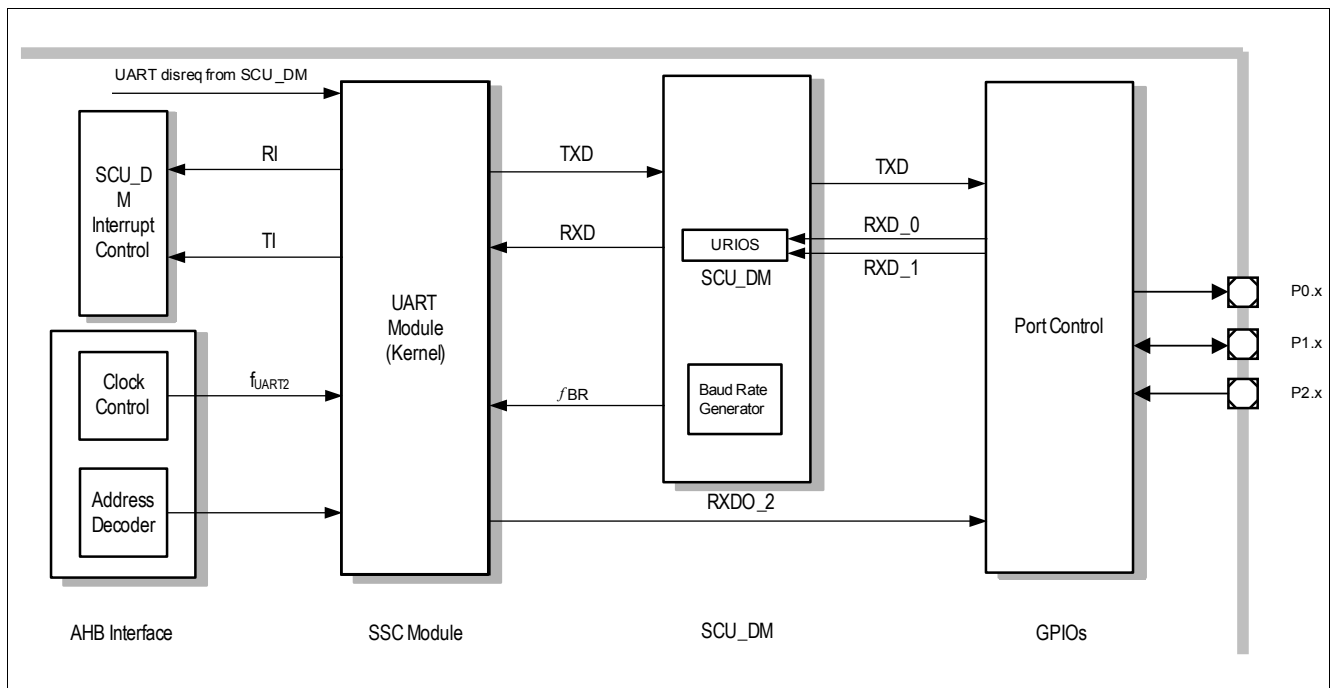 UART disreq from SCU_DM
SCU_D
M
Interrupt
Control
RI
TI
Clock
Control
Address
Decoder
fUART2
UART
Module
(Kernel)
TXD
RXD
fBR
URIOS
SCU_DM
Baud Rate
Generator
RXDO_2
TXD
RXD_0
RXD_1
Port Control
P0.x
P1.x
P2.x
AHB Interface
SSC Module
SCU_DM
GPIOs